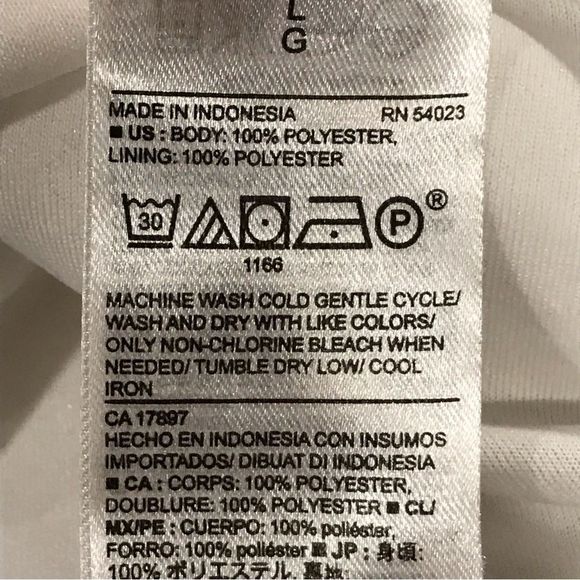 L
G
MADE IN INDONESIA RN 54023
■ US : BODY: 100% POLYESTER,
LINING: 100% POLYESTER
30 P®
1166
MACHINE WASH COLD GENTLE CYCLE/
WASH AND DRY WITH LIKE COLORS/
ONLY NON-CHLORINE BLEACH WHEN
NEEDED/ TUMBLE DRY LOW/ COOL
IRON
CA 17897
HECHO EN INDONESIA CON INSUMOS
IMPORTADOS/ DIBUAT DI INDONESIA
■ CA : CORPS: 100% POLYESTER,
DOUBLURE: 100% POLYESTER ■ CL/
MX/PE : CUERPO: 100% poliéster,
FORRO: 100% poliéster ■ JP : 身頃:
100% ポリエステル, 裏地: